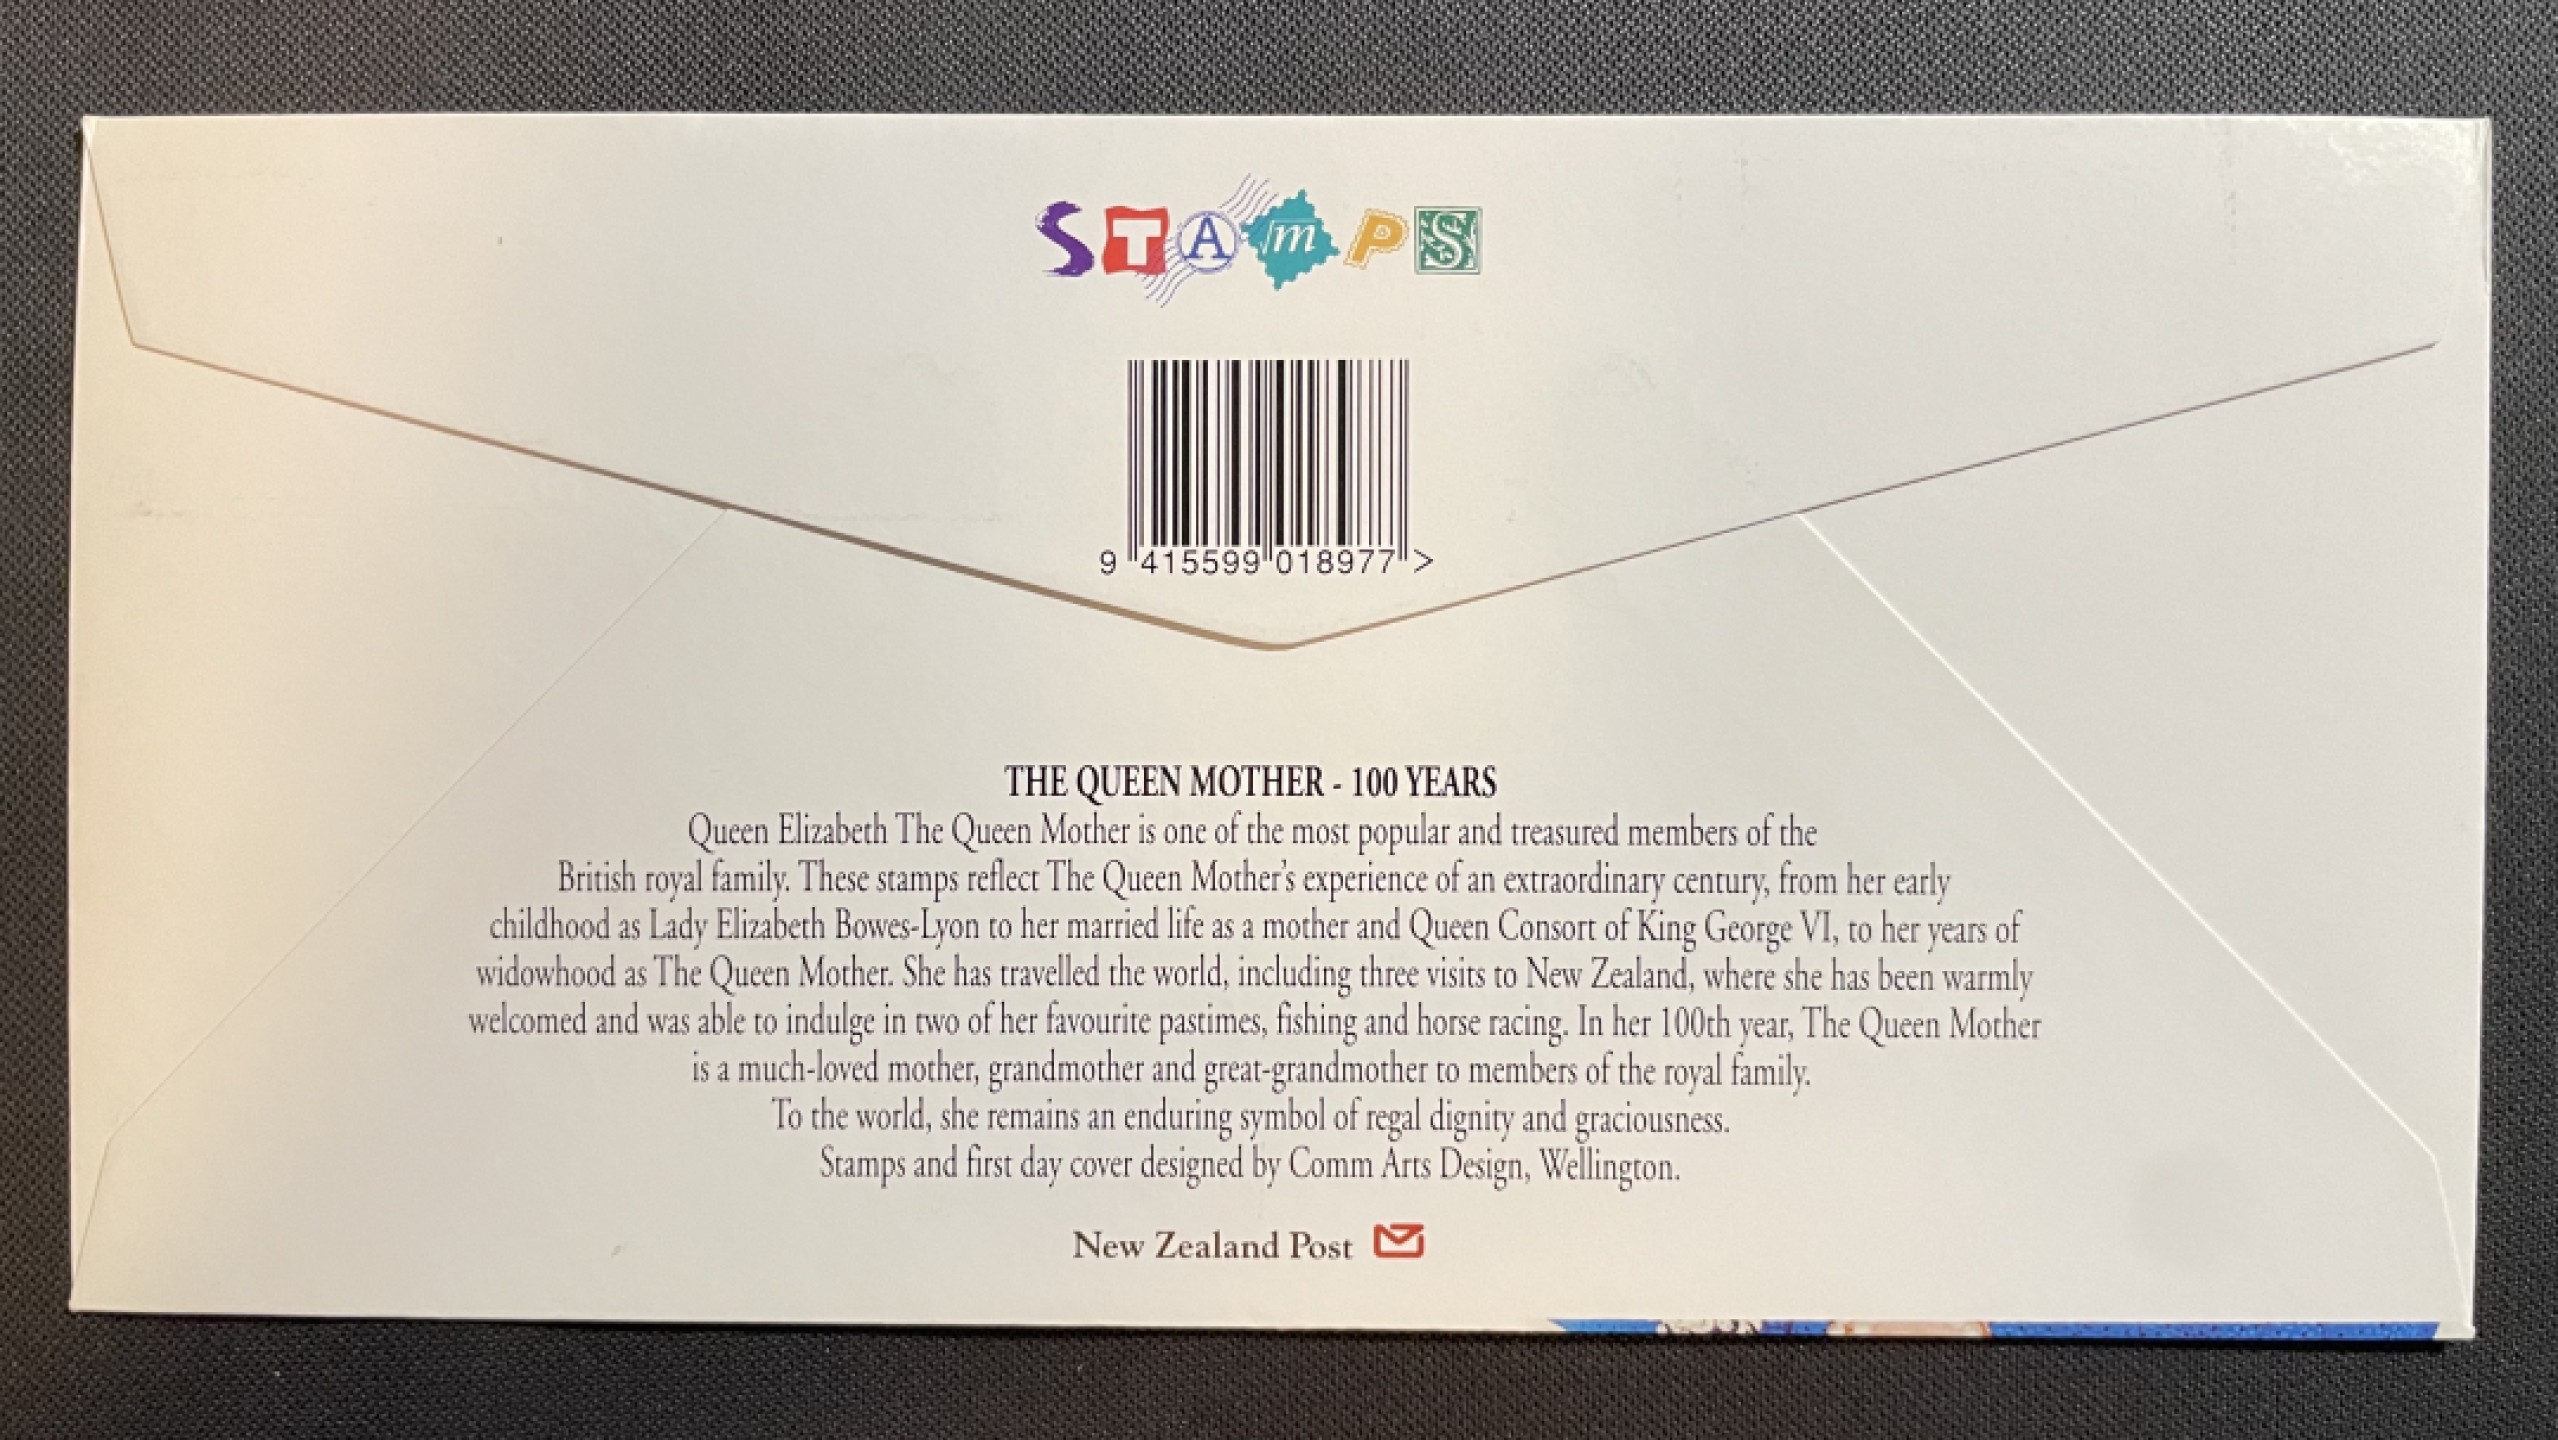 STAmPS
9 415599 018977 >
THE QUEEN MOTHER - 100 YEARS
Queen Elizabeth The Queen Mother is one of the most popular and treasured members of the
British royal family. These stamps reflect The Queen Mother's experience of an extraordinary century, from her early
childhood as Lady Elizabeth Bowes-Lyon to her married life as a mother and Queen Consort of King George VI, to her years of
widowhood as The Queen Mother. She has travelled the world, including three visits to New Zealand, where she has been warmly
welcomed and was able to indulge in two of her favourite pastimes, fishing and horse racing. In her 100th year, The Queen Mother
is a much-loved mother, grandmother and great-grandmother to members of the royal family.
To the world, she remains an enduring symbol of regal dignity and graciousness.
Stamps and first day cover designed by Comm Arts Design, Wellington.
New Zealand Post